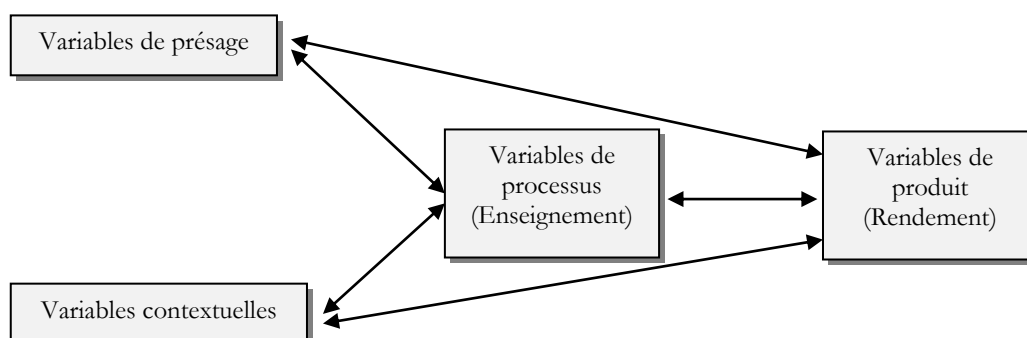 Variables de présage
Variables de
processus
(Enseignement)
Variables de
produit
(Rendement)
Variables contextuelles